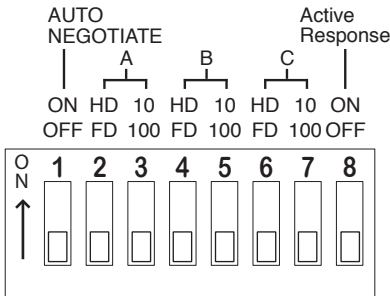 AUTO Active
NEGOTIATE Response
A B C
ON HD 10 HD 10 HD 10 ON
OFF FD 100 FD 100 FD 100 OFF
ON 1 2 3 4 5 6 7 8